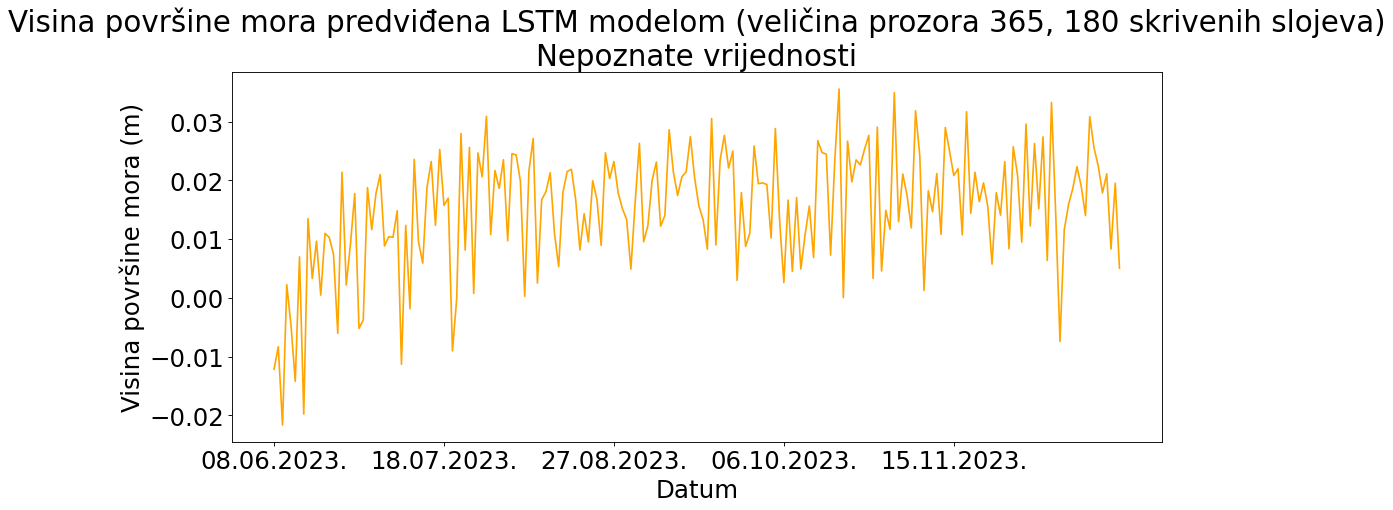 Visina površine mora predviđena LSTM modelom (veličina prozora 365, 180 skrivenih slojeva)
Nepoznate vrijednosti
Visina površine mora (m)
0.03
0.02
0.01
0.00
−0.01
−0.02
08.06.2023. 18.07.2023. 27.08.2023. 06.10.2023. 15.11.2023.
Datum